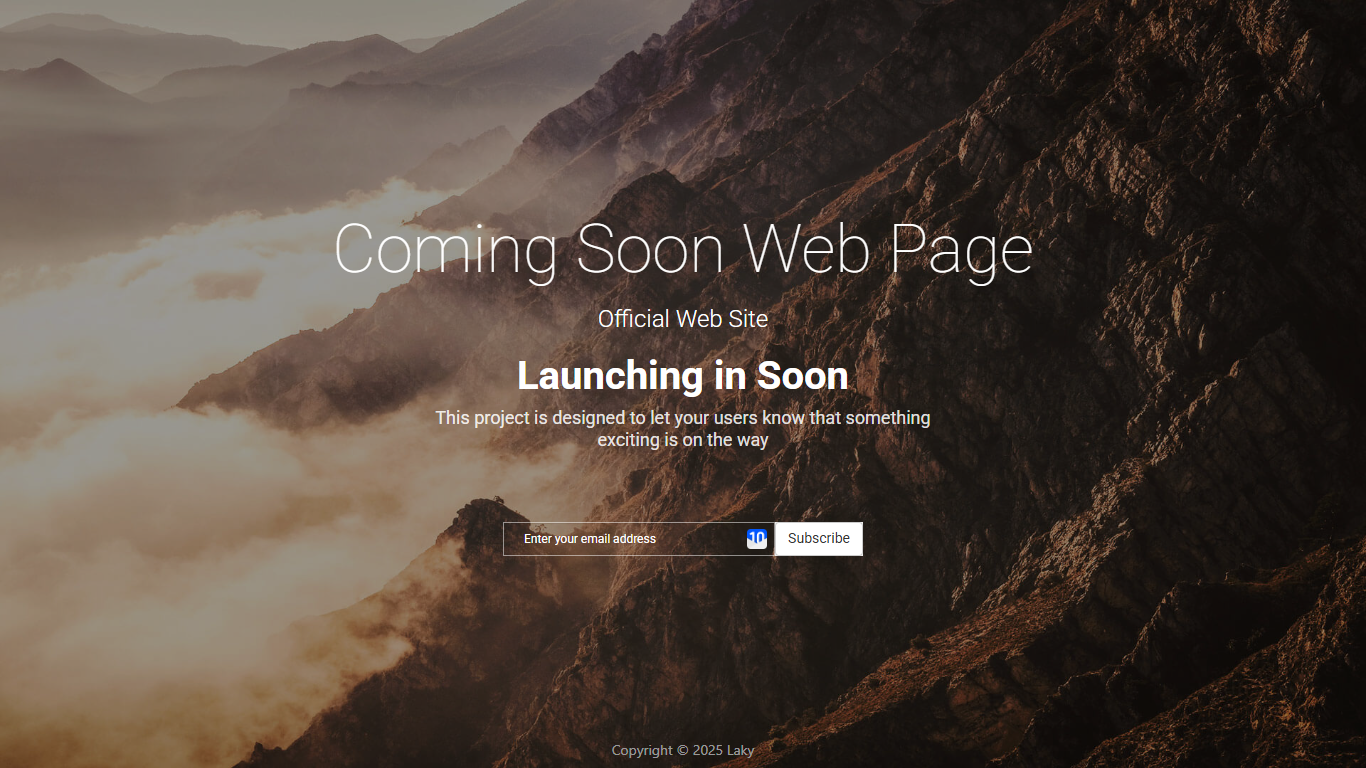 Coming Soon Web Page
Official Web Site
Launching in Soon
This project is designed to let your users know that something
exciting is on the way
Enter your email address
10
Subscribe
Copyright © 2025 Laky